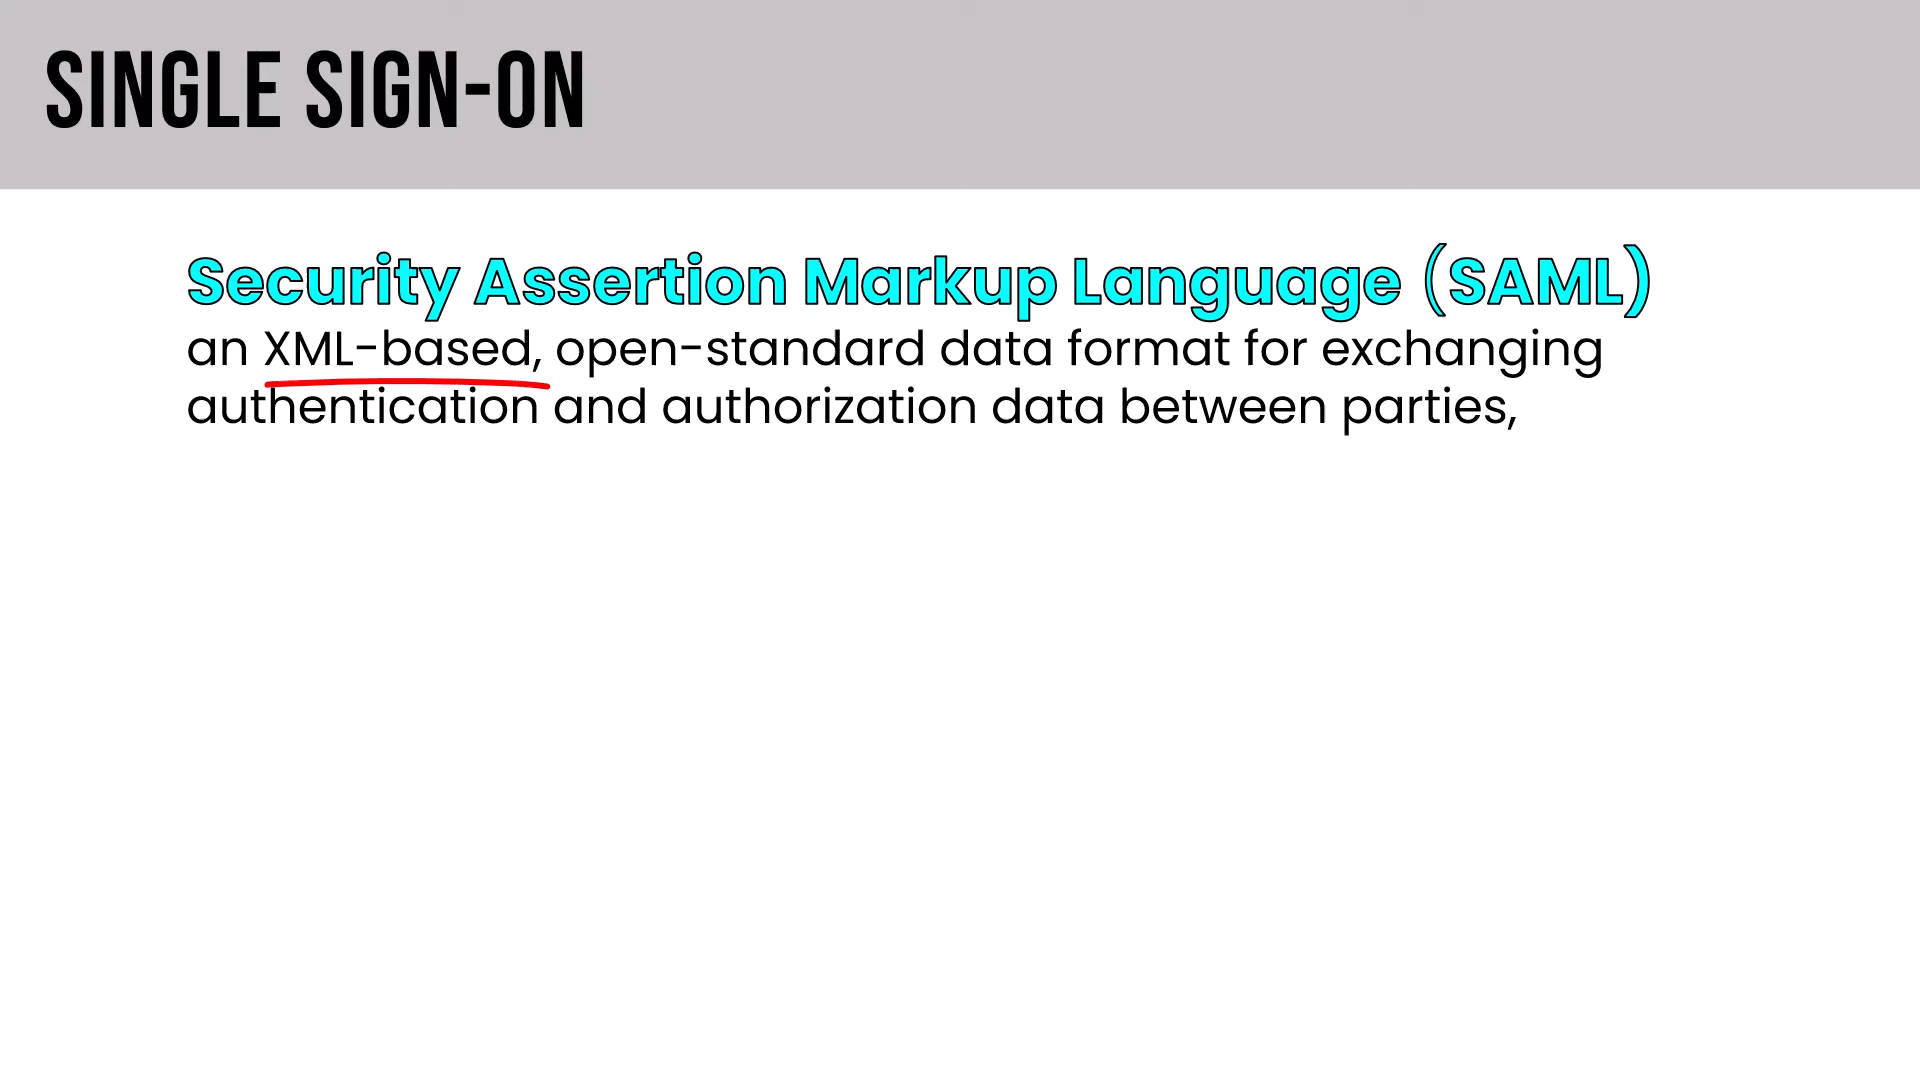 SINGLE SIGN-ON
Security Assertion Markup Language (SAML)
an XML-based, open-standard data format for exchanging
authentication and authorization data between parties,